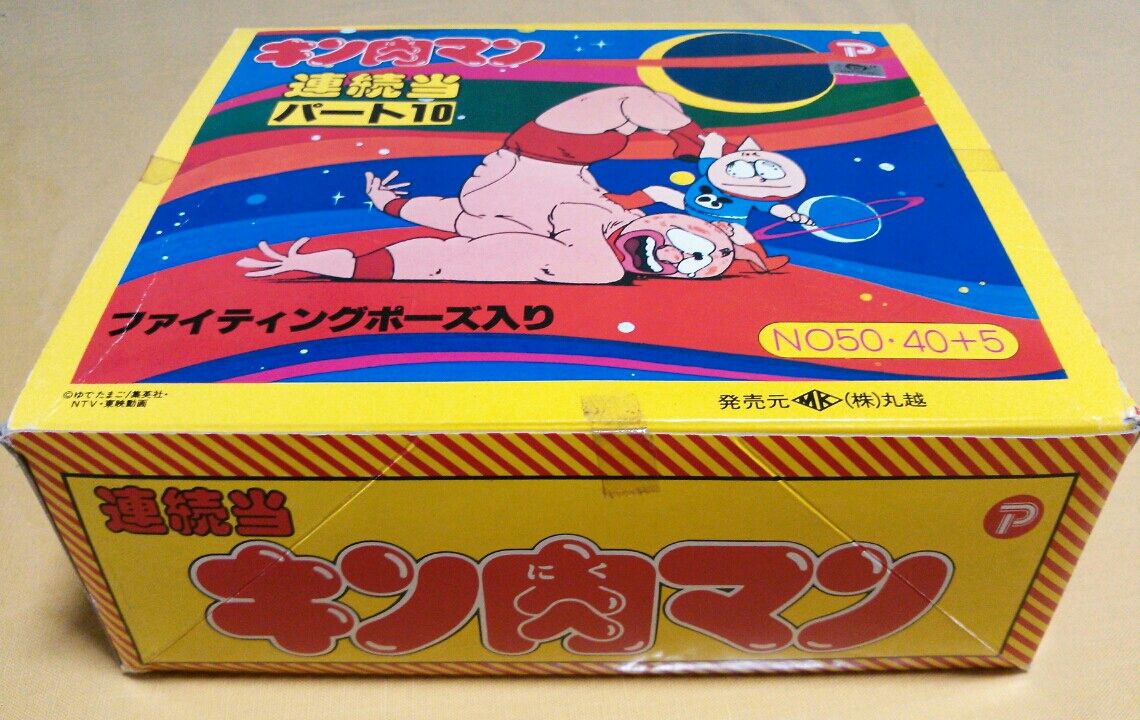 キン肉マン
連続当
パート10
P
ファイティングポーズ入り
NO50・40+5
©ゆでたまご/集英社・
NTV・東映動画
発売元 MK (株)丸越
連続当
P
にく
キン肉マン